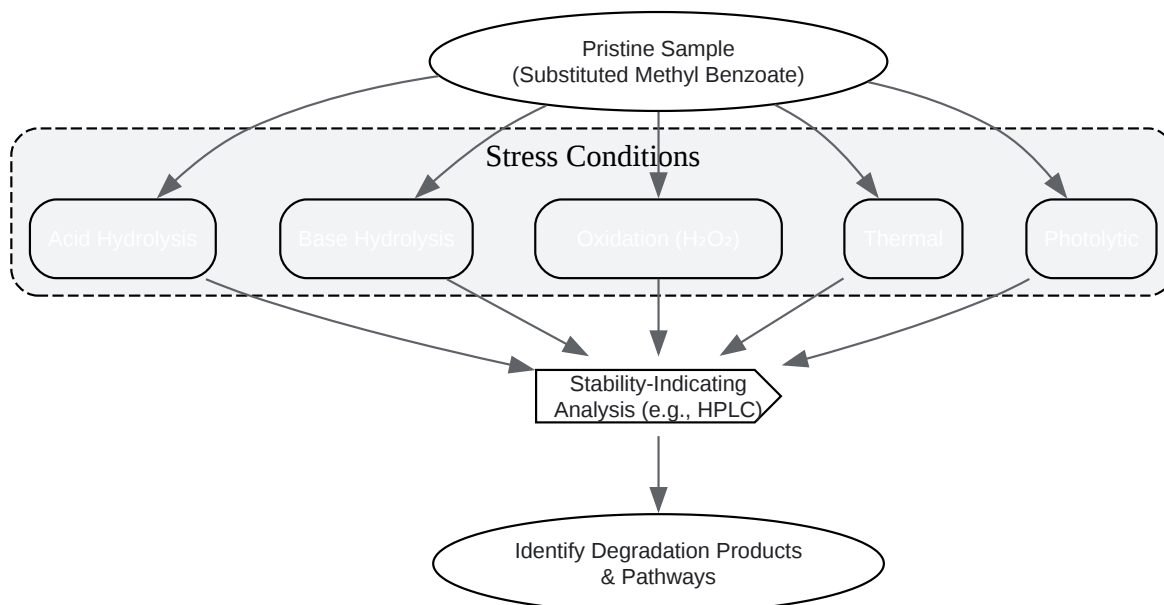 Pristine Sample
(Substituted Methyl Benzoate)
Stress Conditions
Acid Hydrolysis
Base Hydrolysis
Oxidation (H₂O₂)
Thermal
Photolytic
Stability-Indicating
Analysis (e.g., HPLC)
Identify Degradation Products
& Pathways